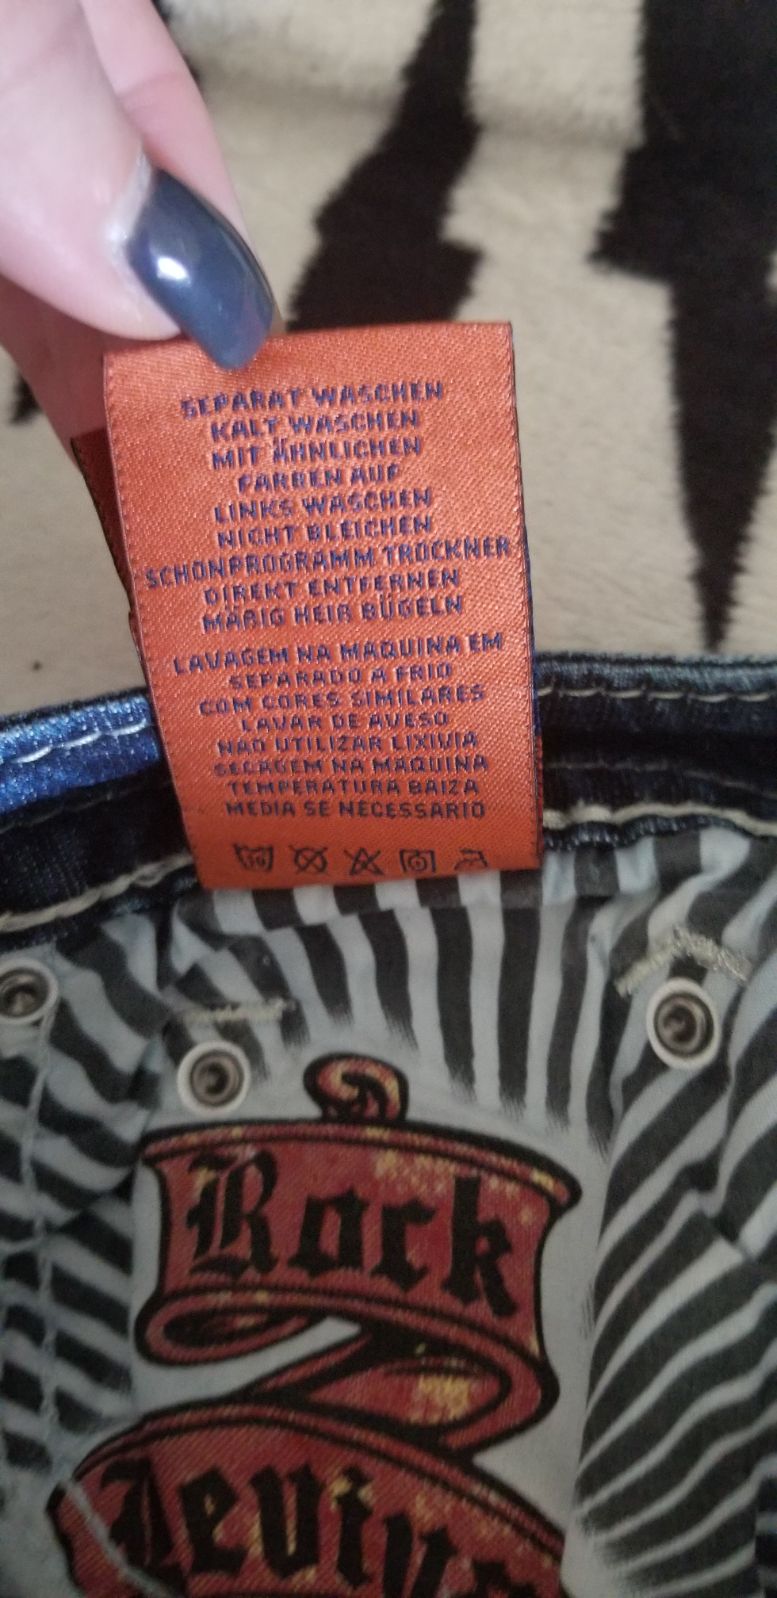 SEPARAT WASCHEN
KALT WASCHEN
MIT ÄHNLICHEN
FARBEN AUF
LINKS WASCHEN
NICHT BLEICHEN
SCHONPROGRAMM TROCKNER
DIREKT ENTFERNEN
MÄRIG HEIR BÜGELN
LAVAGEM NA MAQUINA EM
SEPARADO A FRIO
COM CORES SIMILARES
LAVAR DE AVESO
NAO UTILIZAR LIXIVIA
SECAGEM NA MAQUINA
TEMPERATURA BAIZA
MEDIA SE NECESSARIO
30
Rock
Revival